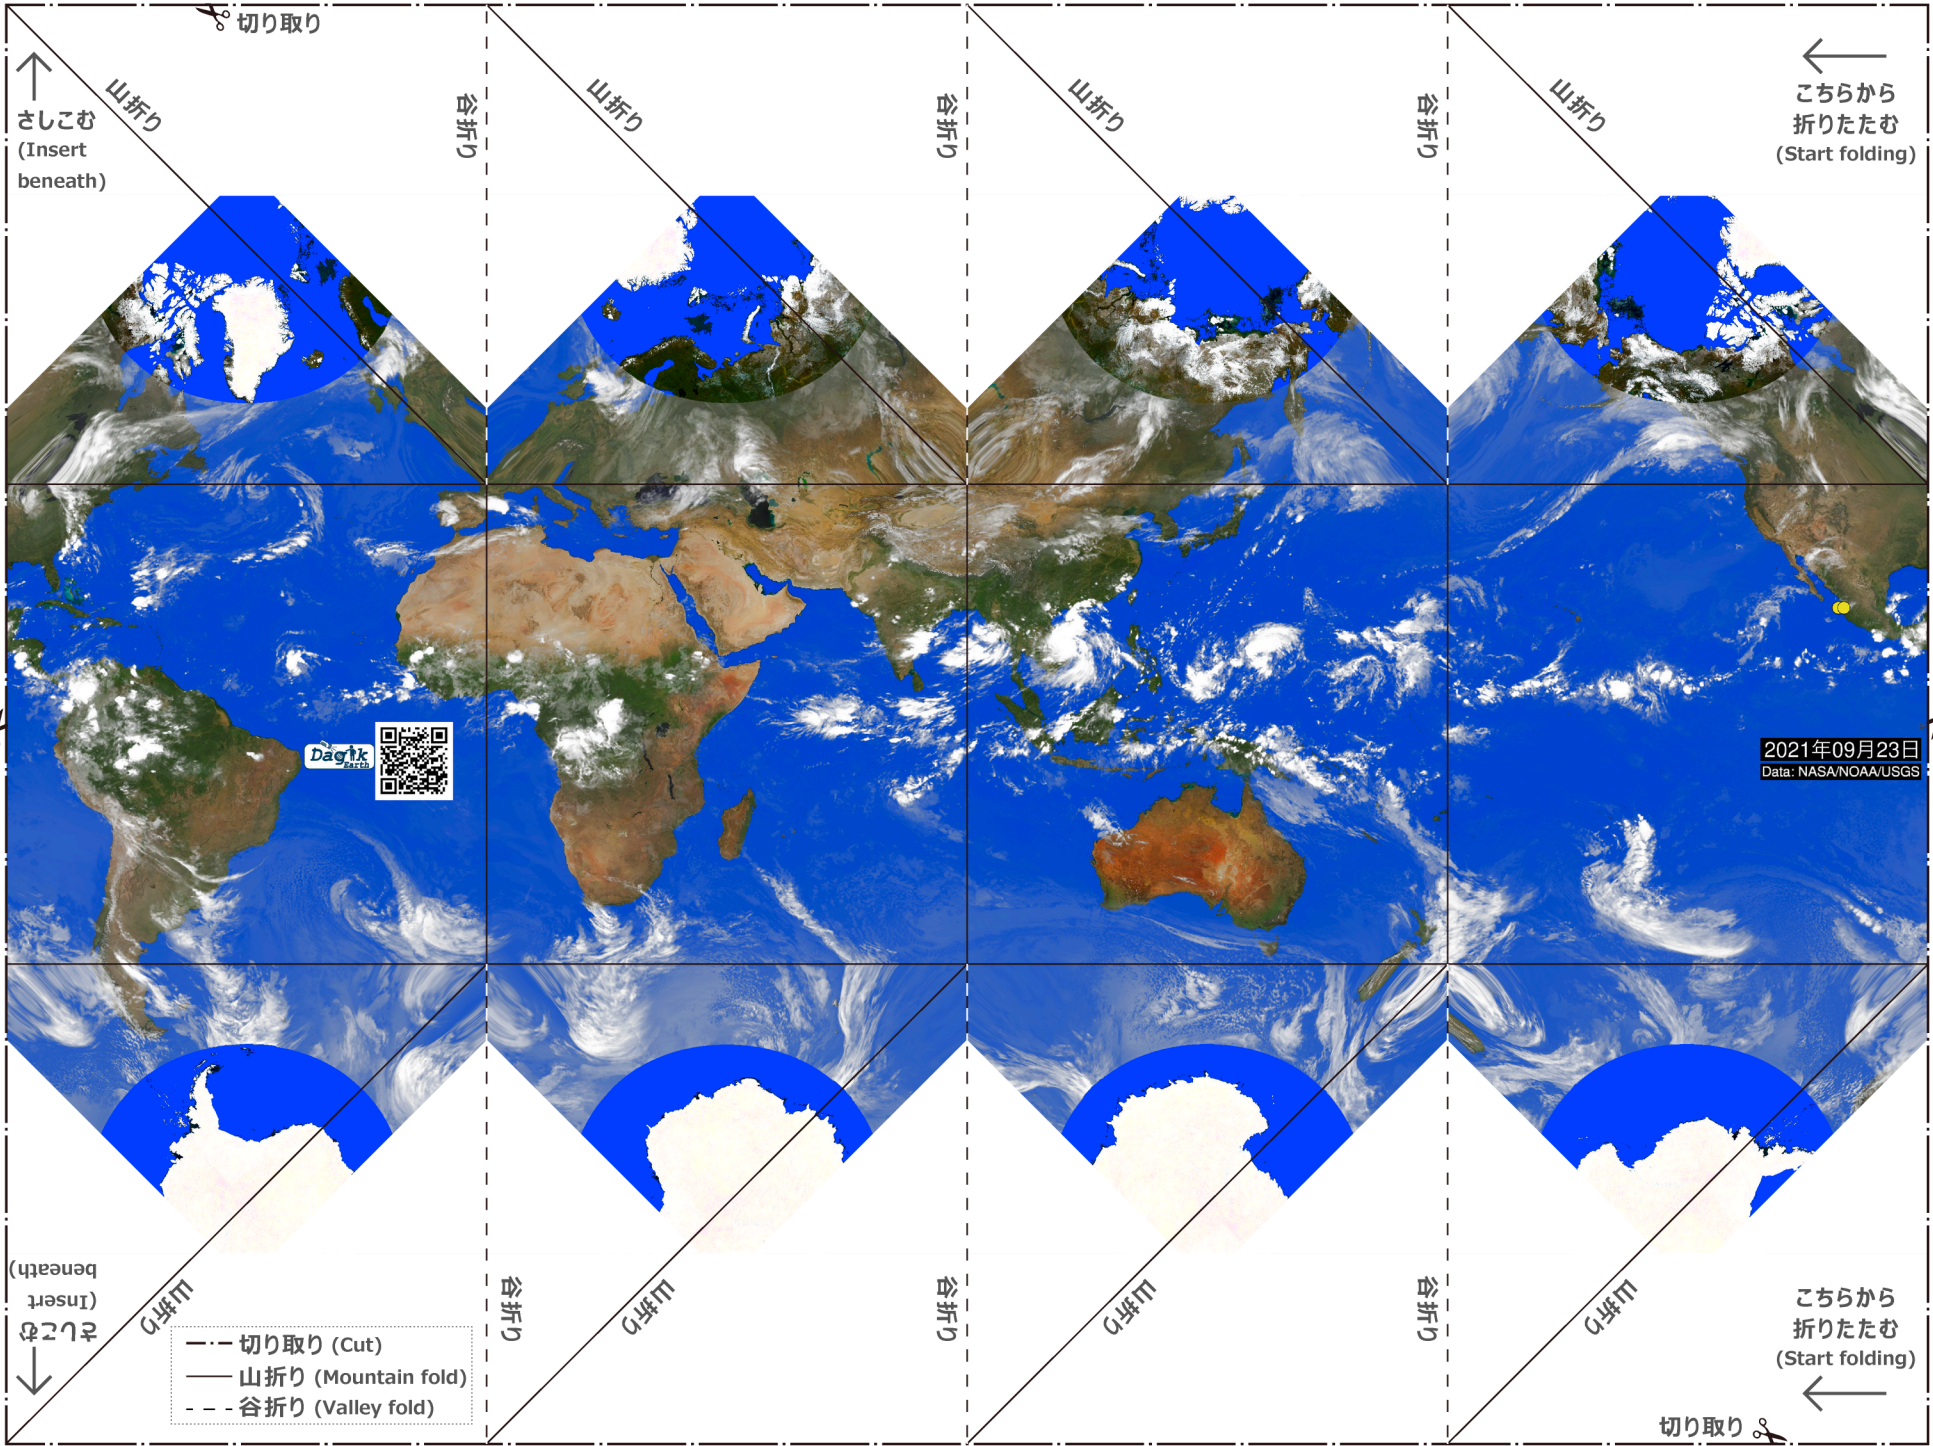 切り取り
山折り
谷折り
山折り
谷折り
山折り
谷折り
山折り
さしこむ
(Insert
beneath)
こちらから
折りたたむ
(Start folding)
Dagik
Earth
2021年09月23日
Data: NASA/NOAA/USGS
さしこむ
(Insert
beneath)
山折り
谷折り
山折り
谷折り
山折り
谷折り
山折り
こちらから
折りたたむ
(Start folding)
切り取り (Cut)
山折り (Mountain fold)
谷折り (Valley fold)
切り取り